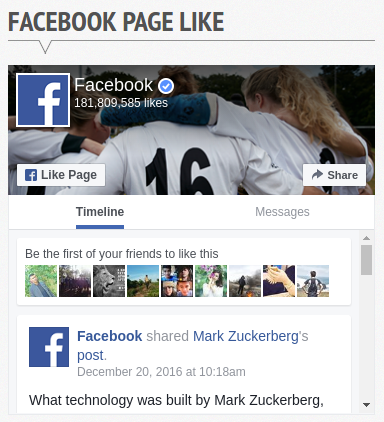 FACEBOOK PAGE LIKE
Facebook
181,809,585 likes
16
Like Page
Share
Timeline
Messages
Be the first of your friends to like this
Facebook shared Mark Zuckerberg's
post.
December 20, 2016 at 10:18am
What technology was built by Mark Zuckerberg,